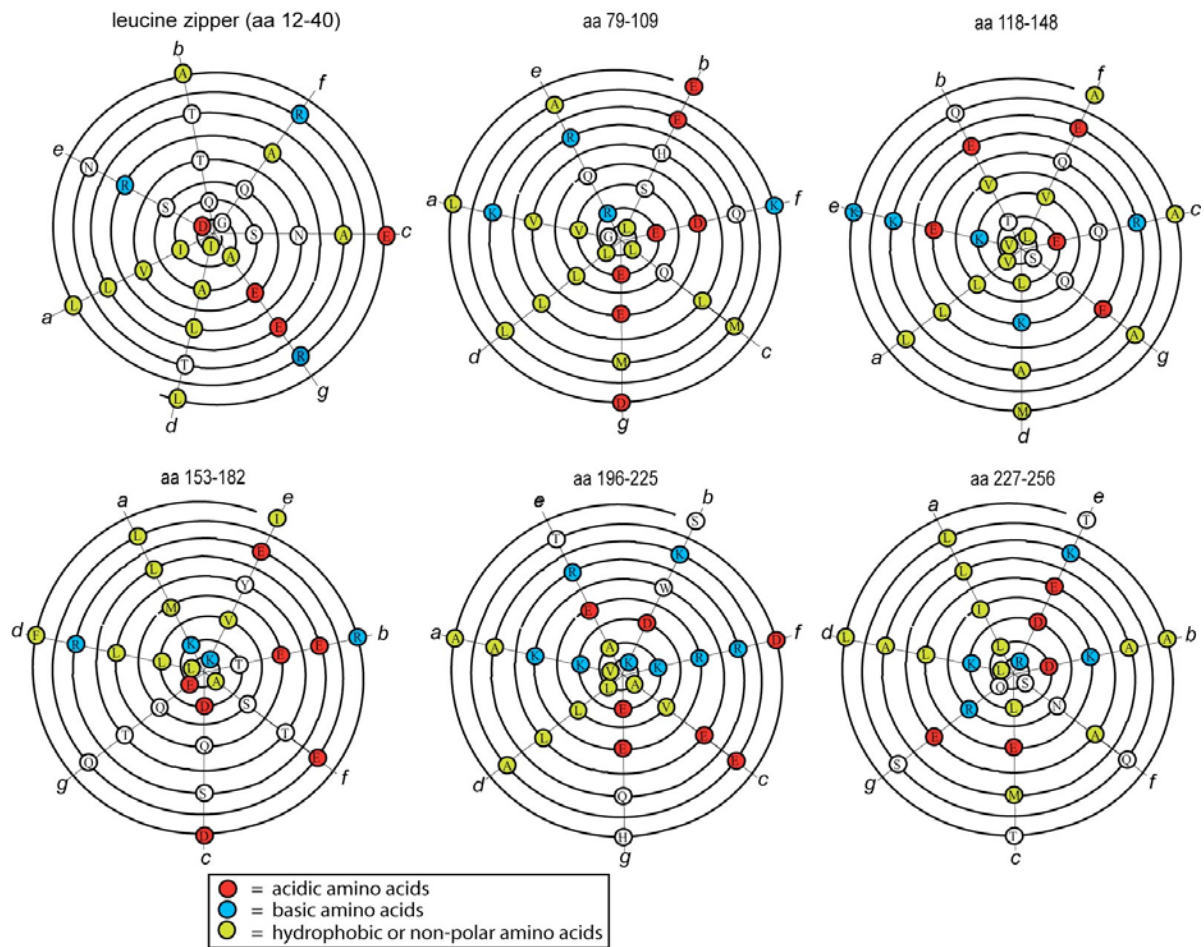 leucine zipper (aa 12-40)
b A T T Q
f R A Q G
e N R S D
c E A N S
a L L V I
g R E E A
d L T L A I
aa 79-109
e A R Q R
b E E H S L
a L K V V G
f K Q D E
d L L L L
c M L Q L
g D M E E
aa 118-148
b Q E V T
f A E Q V L
e K K E K V
c A R Q E
a L L L V
g A E Q S
d M A K L
aa 153-182
a L L M K
e I E Y V K
d F R L L L
b R E E T
g Q T Q E
f E T S A
c D S Q D
aa 196-225
e T R E A
b S K W D K
a A A K K V
f D R R K
d A L L L
c E E V A
g H Q E E
aa 227-256
a L L I L
e T K E D R
d L A L K L
b A A K D
g S E R Q
f Q A N S
c T M E L
= acidic amino acids
= basic amino acids
= hydrophobic or non-polar amino acids